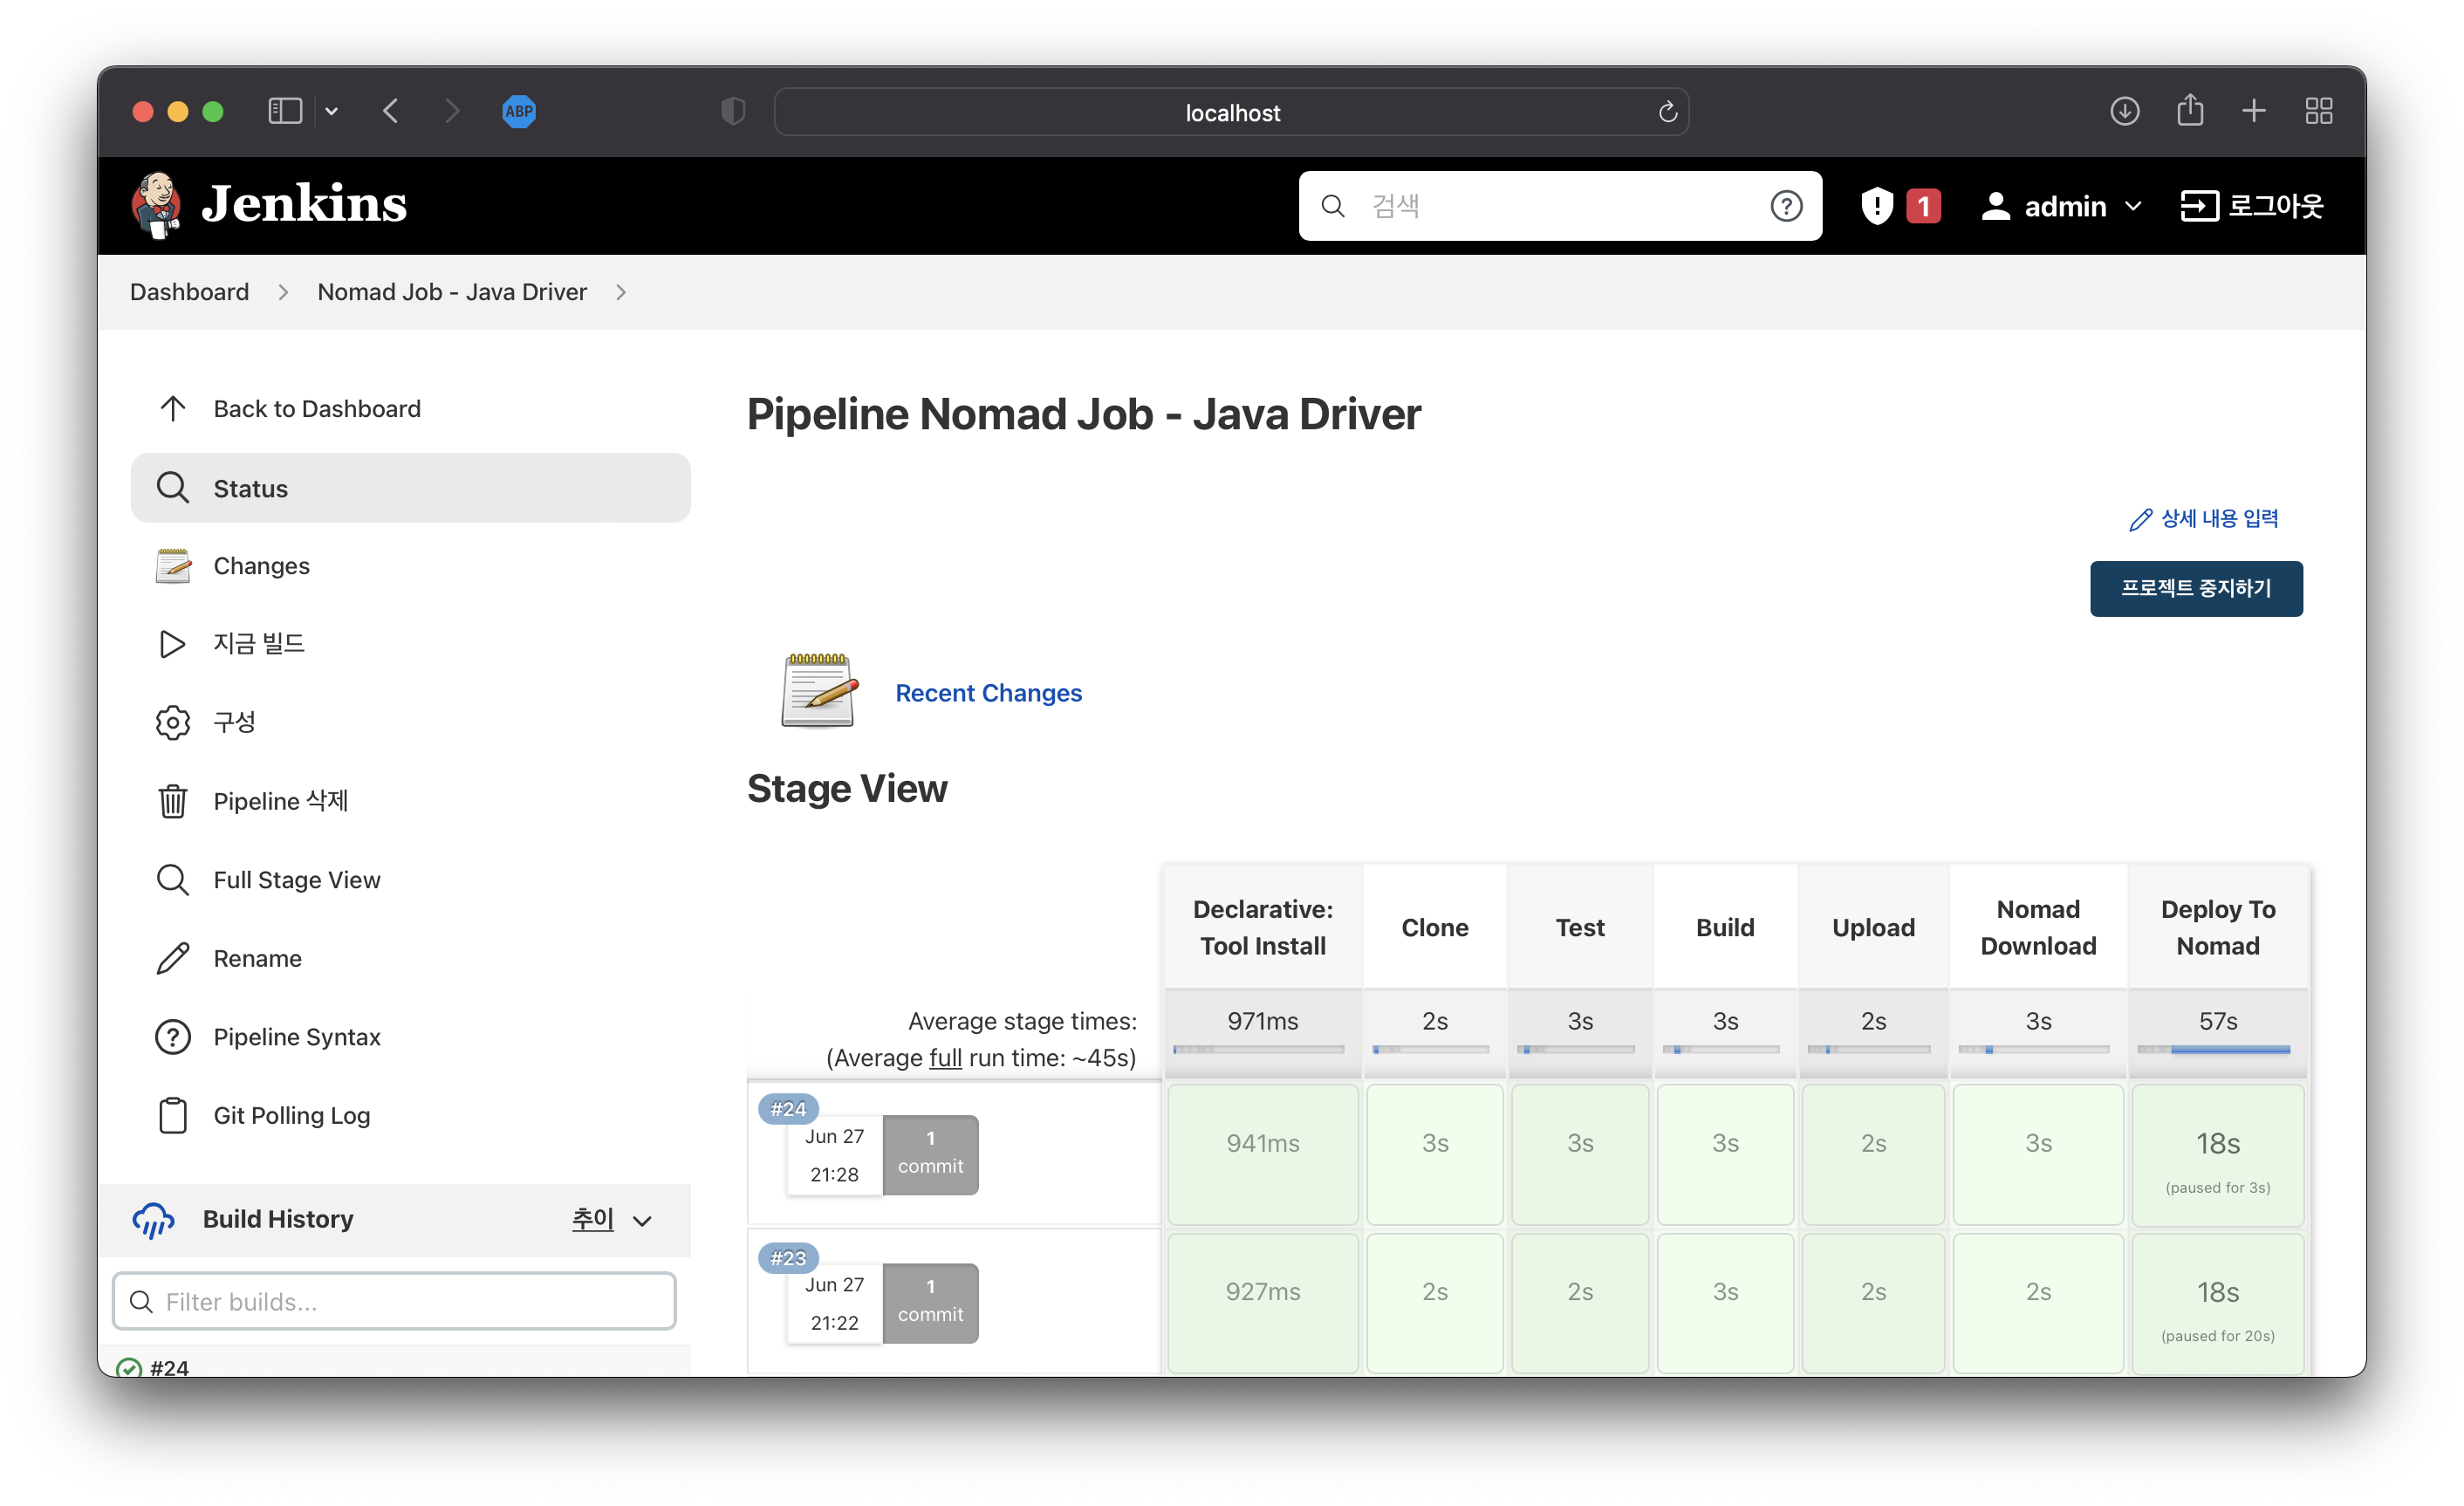 ABP
localhost
Jenkins
검색
1
admin
로그아웃
Dashboard
Nomad Job - Java Driver
Back to Dashboard
Status
Changes
지금 빌드
구성
Pipeline 삭제
Full Stage View
Rename
Pipeline Syntax
Git Polling Log
Build History
추이
Filter builds...
#24
Pipeline Nomad Job - Java Driver
상세 내용 입력
프로젝트 중지하기
Recent Changes
Stage View
Declarative: Tool Install
Clone
Test
Build
Upload
Nomad Download
Deploy To Nomad
Average stage times:
(Average full run time: ~45s)
971ms
2s
3s
3s
2s
3s
57s
#24
Jun 27
21:28
1
commit
941ms
3s
3s
3s
2s
3s
18s
(paused for 3s)
#23
Jun 27
21:22
1
commit
927ms
2s
2s
3s
2s
2s
18s
(paused for 20s)